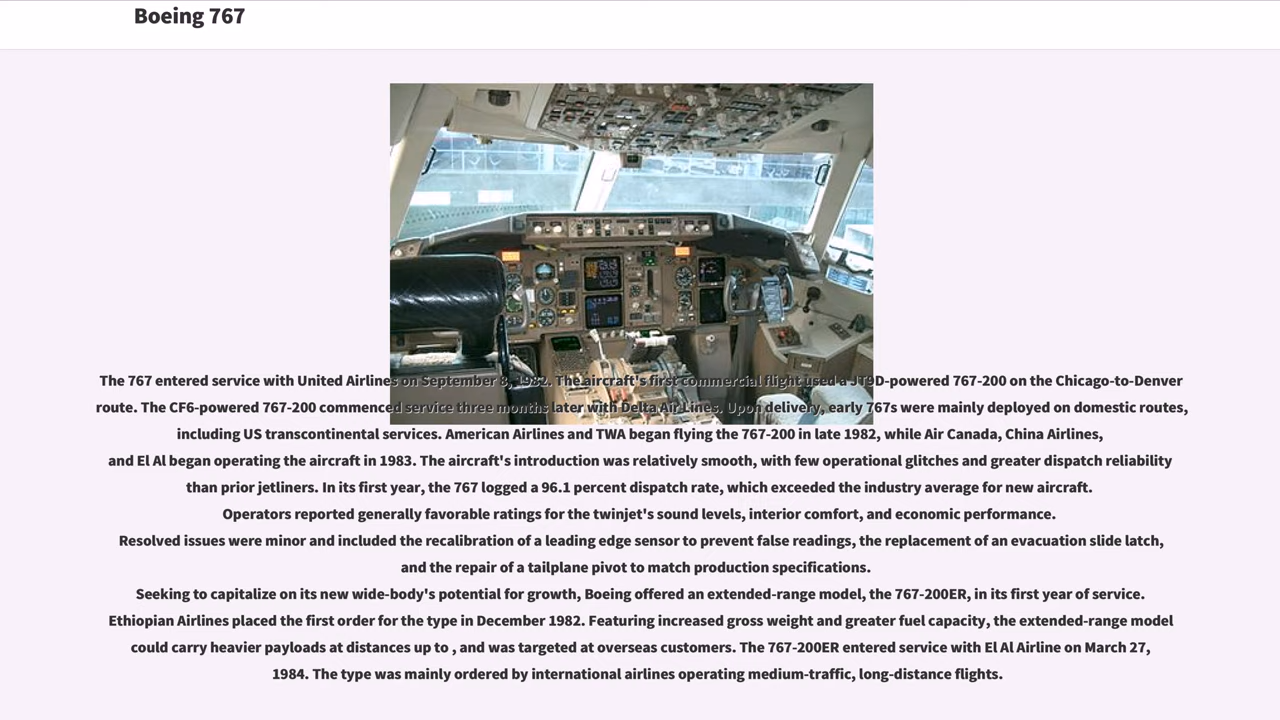 Boeing 767
The 767 entered service with United Airlines on September 8, 1982. The aircraft's first commercial flight used a JT9D-powered 767-200 on the Chicago-to-Denver
route. The CF6-powered 767-200 commenced service three months later with Delta Air Lines. Upon delivery, early 767s were mainly deployed on domestic routes,
including US transcontinental services. American Airlines and TWA began flying the 767-200 in late 1982, while Air Canada, China Airlines,
and El Al began operating the aircraft in 1983. The aircraft's introduction was relatively smooth, with few operational glitches and greater dispatch reliability
than prior jetliners. In its first year, the 767 logged a 96.1 percent dispatch rate, which exceeded the industry average for new aircraft.
Operators reported generally favorable ratings for the twinjet's sound levels, interior comfort, and economic performance.
Resolved issues were minor and included the recalibration of a leading edge sensor to prevent false readings, the replacement of an evacuation slide latch,
and the repair of a tailplane pivot to match production specifications.
Seeking to capitalize on its new wide-body's potential for growth, Boeing offered an extended-range model, the 767-200ER, in its first year of service.
Ethiopian Airlines placed the first order for the type in December 1982. Featuring increased gross weight and greater fuel capacity, the extended-range model
could carry heavier payloads at distances up to , and was targeted at overseas customers. The 767-200ER entered service with El Al Airline on March 27,
1984. The type was mainly ordered by international airlines operating medium-traffic, long-distance flights.